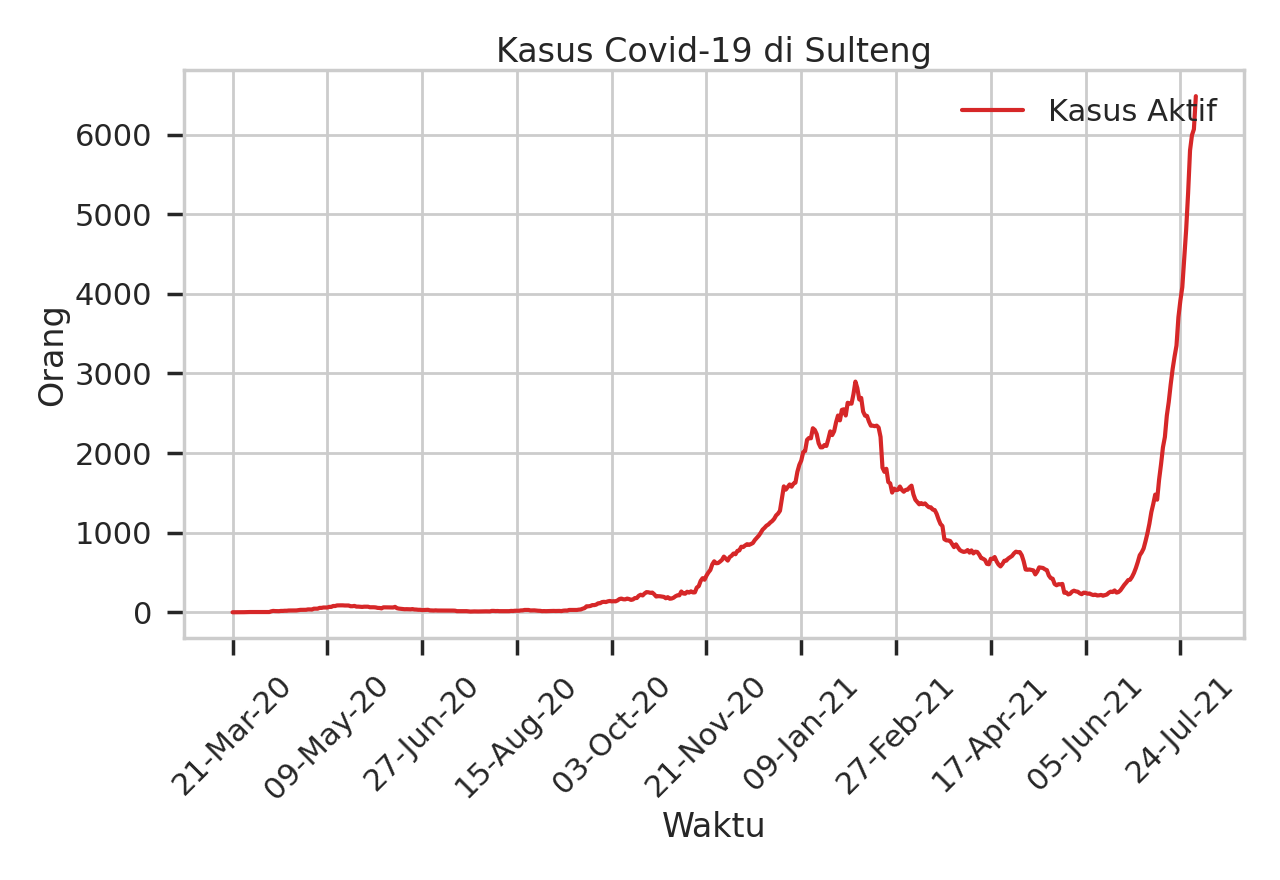 Kasus Covid-19 di Sulteng
Kasus Aktif
Orang
6000
5000
4000
3000
2000
1000
0
21-Mar-20
09-May-20
27-Jun-20
15-Aug-20
03-Oct-20
21-Nov-20
09-Jan-21
27-Feb-21
17-Apr-21
05-Jun-21
24-Jul-21
Waktu